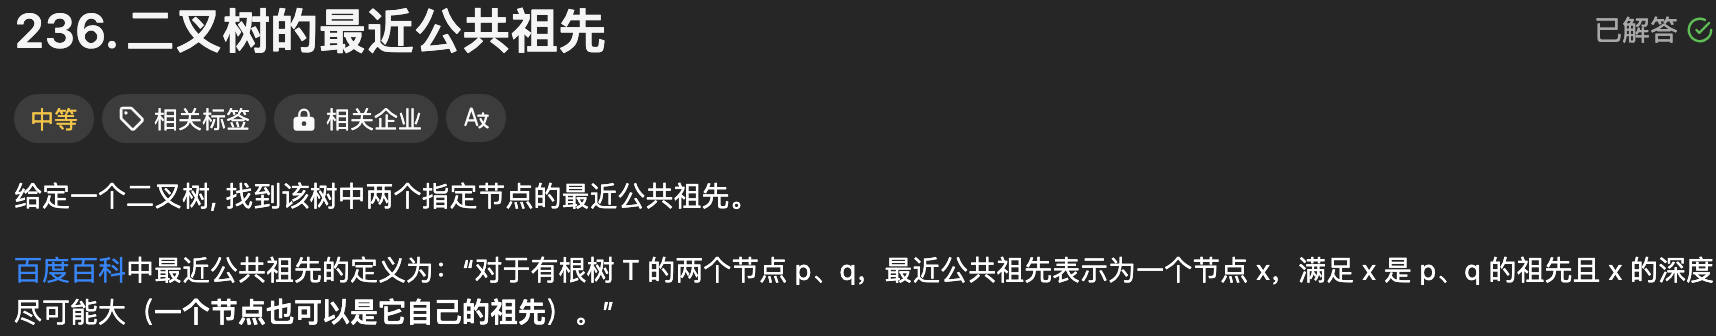 236. 二叉树的最近公共祖先
已解答
中等 相关标签 相关企业 A文
给定一个二叉树, 找到该树中两个指定节点的最近公共祖先。
百度百科中最近公共祖先的定义为：“对于有根树 T 的两个节点 p、q，最近公共祖先表示为一个节点 x，满足 x 是 p、q 的祖先且 x 的深度
尽可能大（一个节点也可以是它自己的祖先）。”